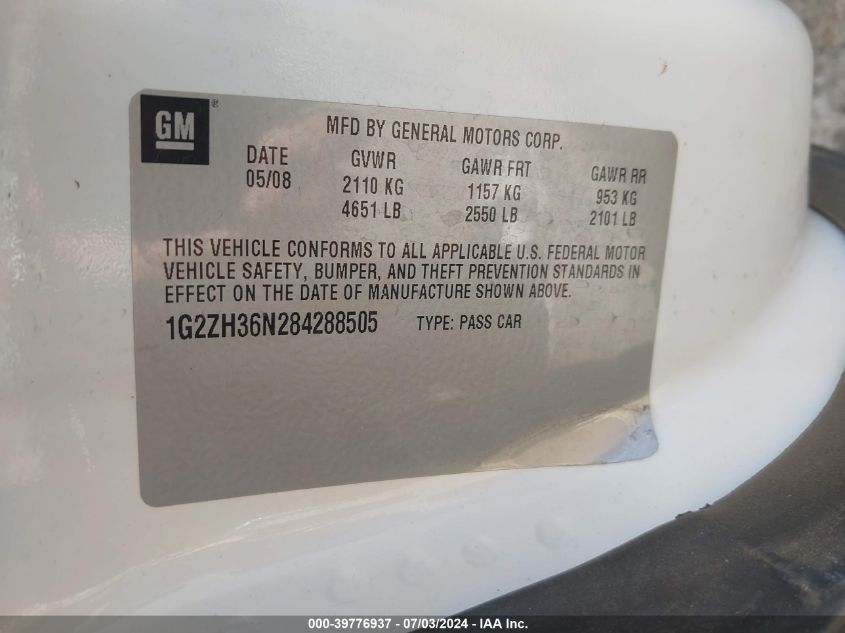 GM®
MFD BY GENERAL MOTORS CORP.
DATE GVWR GAWR FRT GAWR RR
05/08 2110 KG 1157 KG 953 KG
4651 LB 2550 LB 2101 LB
THIS VEHICLE CONFORMS TO ALL APPLICABLE U.S. FEDERAL MOTOR
VEHICLE SAFETY, BUMPER, AND THEFT PREVENTION STANDARDS IN
EFFECT ON THE DATE OF MANUFACTURE SHOWN ABOVE.
1G2ZH36N284288505 TYPE: PASS CAR
000-39776937 / 07/03/2024 - IAA Inc.